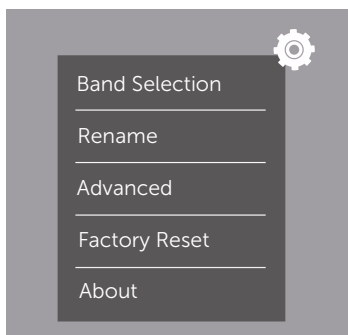 Band Selection
Rename
Advanced
Factory Reset
About